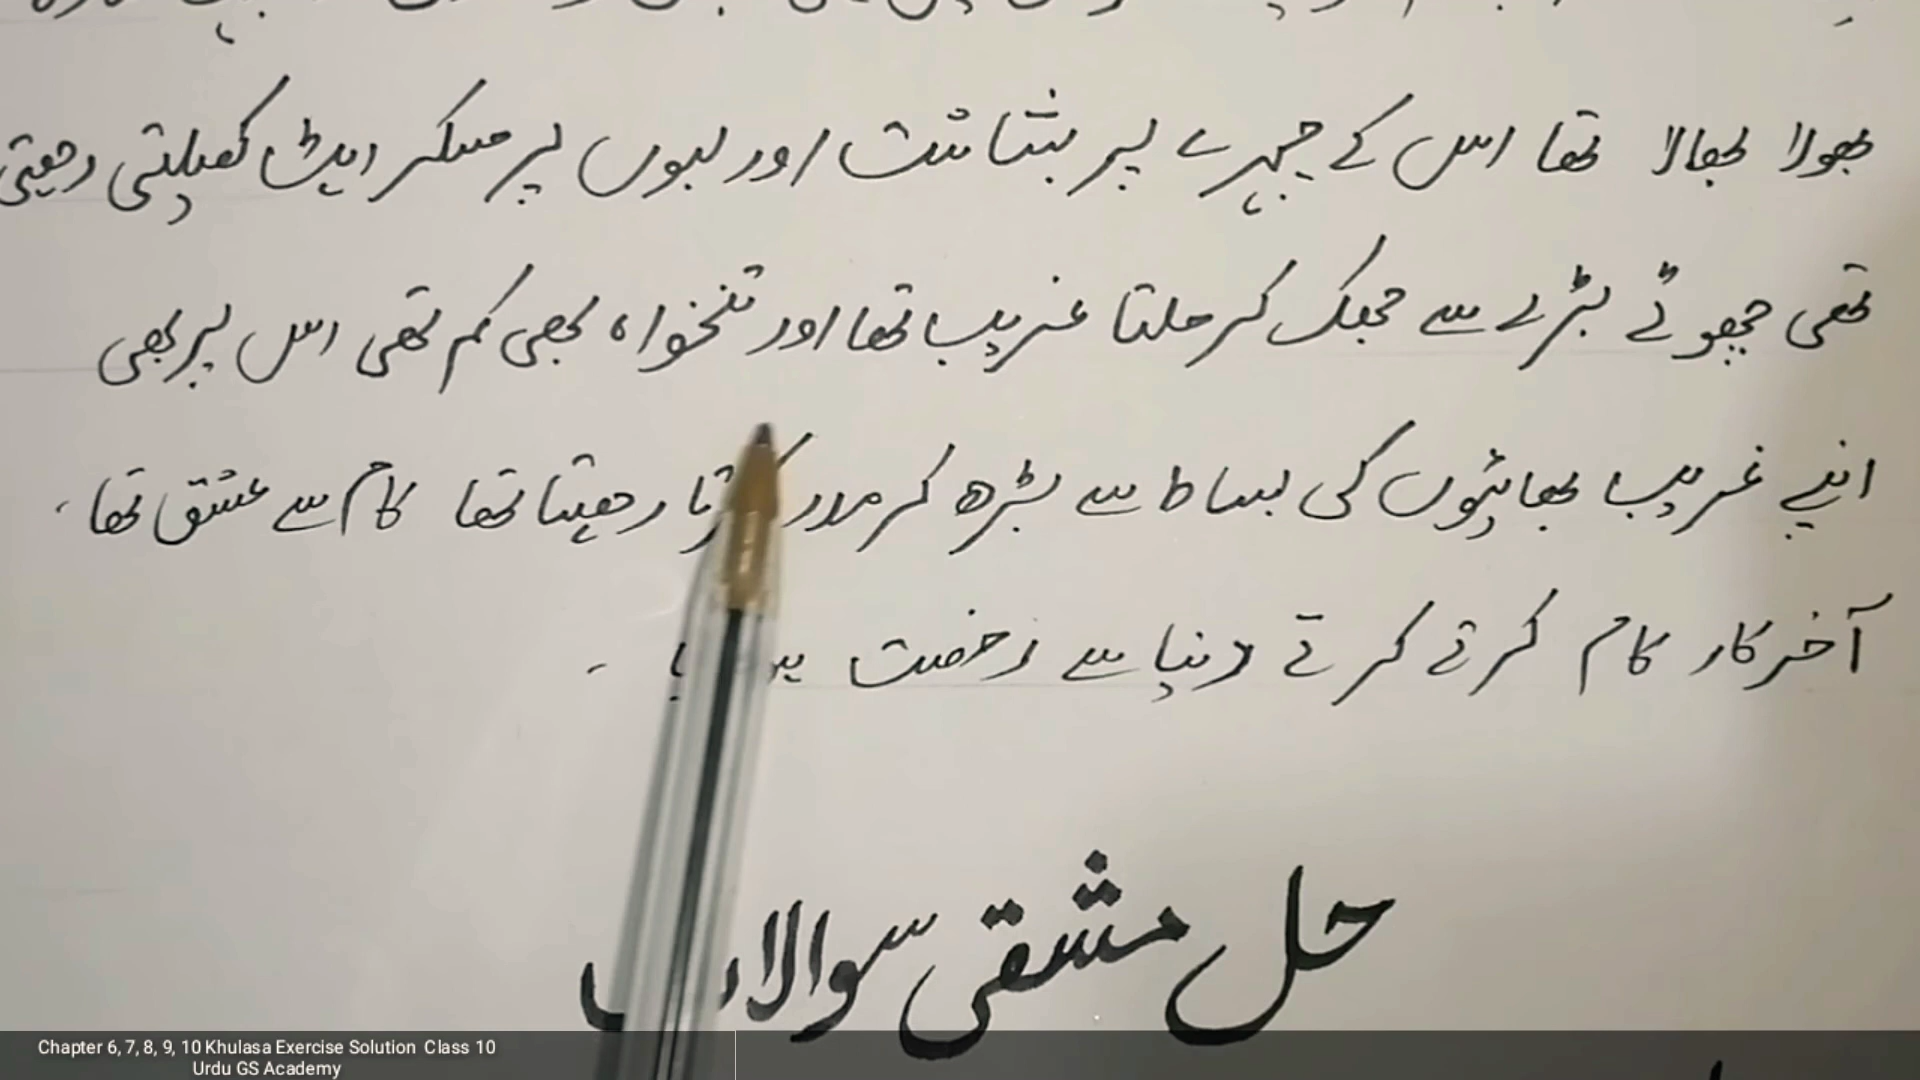 بھولا بھالا تھا اس کے چہرے پر بشاشت اور لبوں پر مسکراہٹ کھیلتی رہتی
تھی چھوٹے بڑے سے جھک کر ملتا غریب تھا اور تنخواہ بھی کم تھی اس پر بھی
اپنے غریب بھائیوں کی بساط سے بڑھ کر مدد کرتا رہتا تھا کام سے عشق تھا،
آخر کار کام کرتے کرتے دنیا سے رخصت ۔
حل مشقی سوالات
Chapter 6, 7, 8, 9, 10 Khulasa Exercise Solution Class 10
Urdu GS Academy